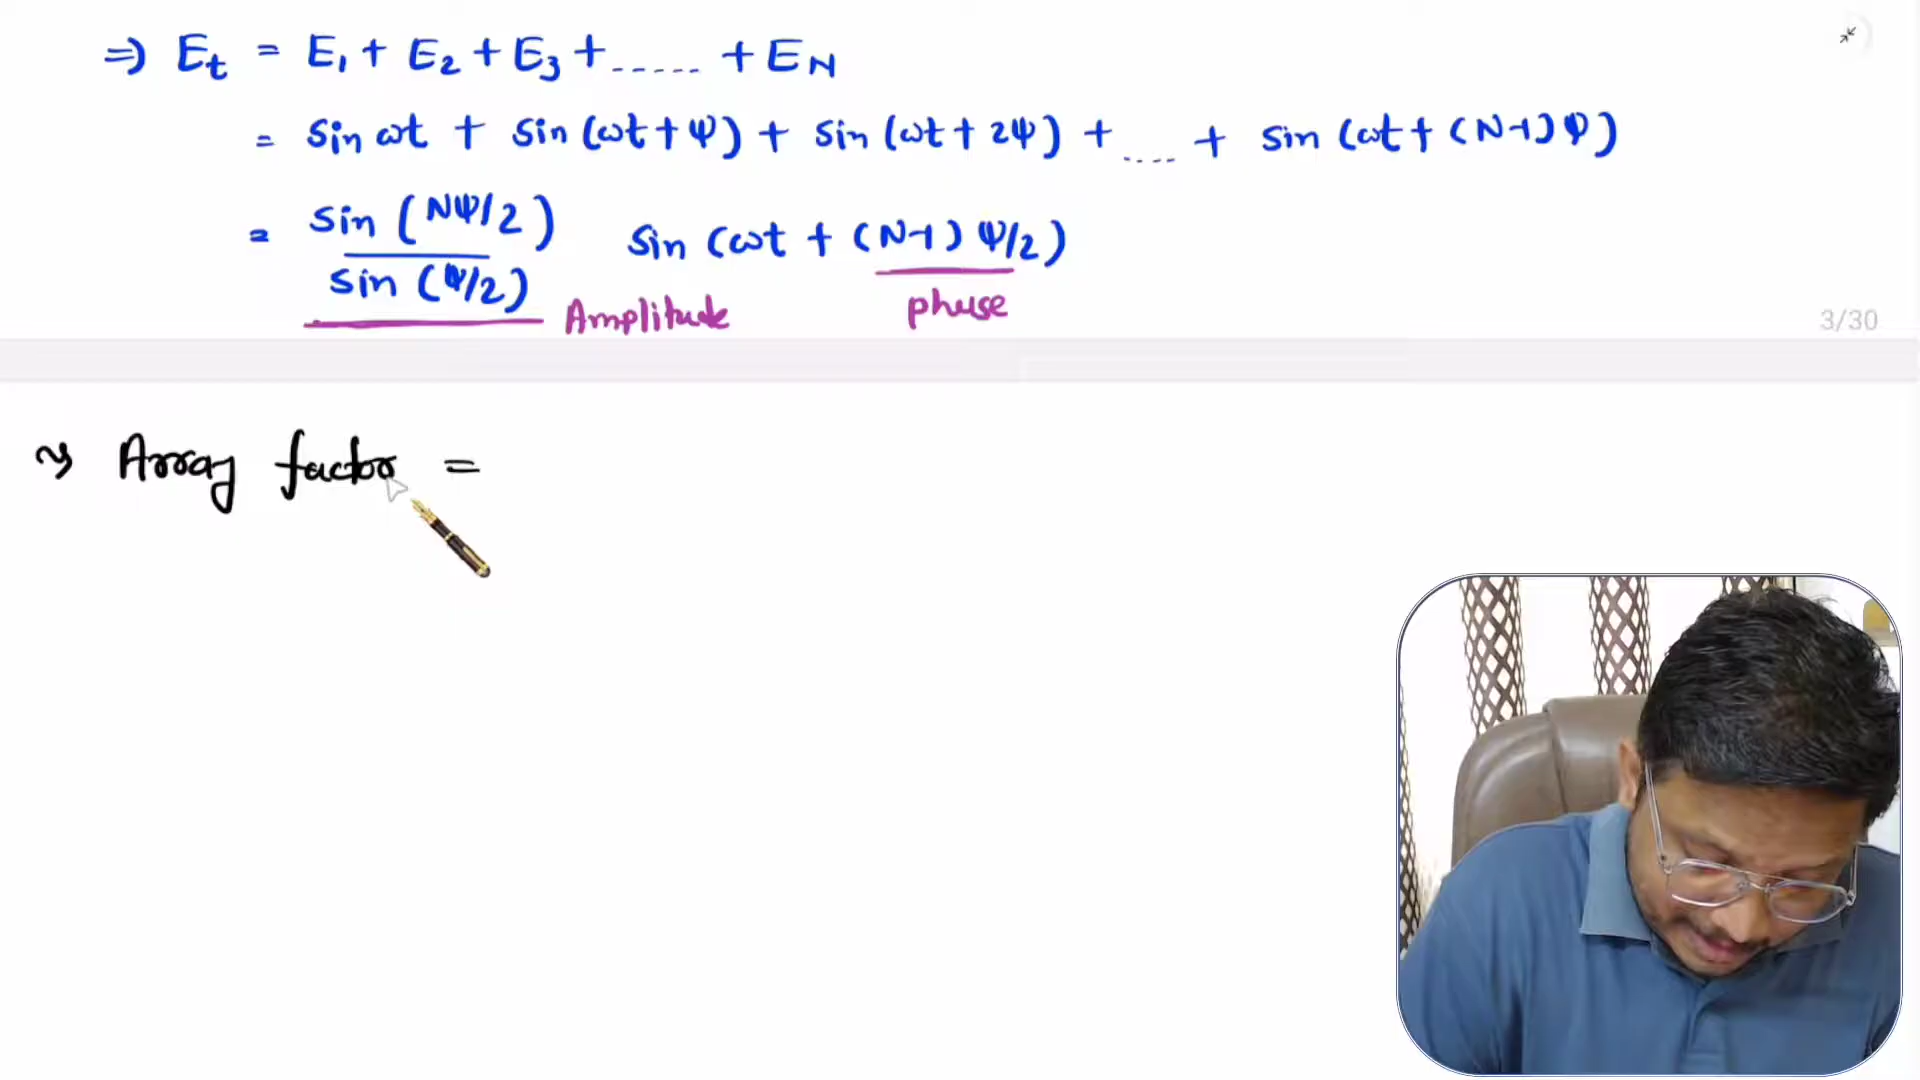 ⇒ Et = E1 + E2 + E3 + ..... + EN
= sin ωt + sin (ωt + ψ) + sin (ωt + 2ψ) + .... + sin (ωt + (N-1) ψ)
= sin (Nψ/2) / sin (ψ/2) sin (ωt + (N-1) ψ/2)
Amplitude phase
3/30
Array factor =